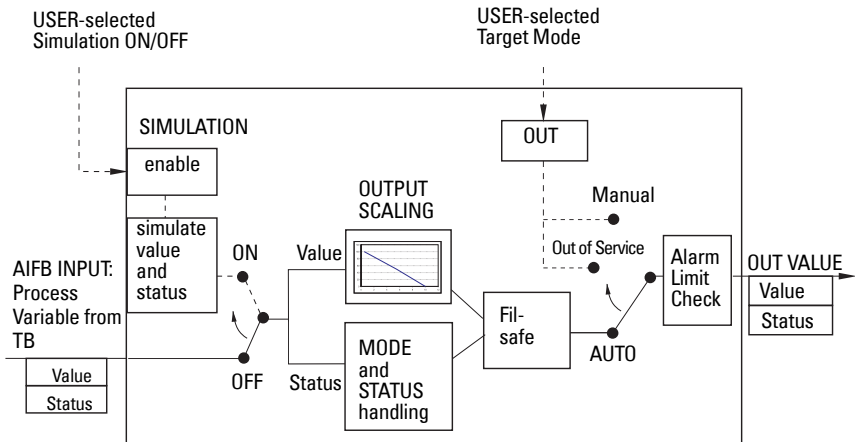 USER-selected
Simulation ON/OFF
USER-selected
Target Mode
SIMULATION
enable
OUT
OUTPUT
SCALING
Manual
simulate
value
and
status
ON
Value
Out of Service
Alarm
Limit
Check
AIFB INPUT:
Process
Variable from
TB
OUT VALUE
Value
Status
Fil-
safe
MODE
and
STATUS
handling
AUTO
OFF
Status
Value
Status